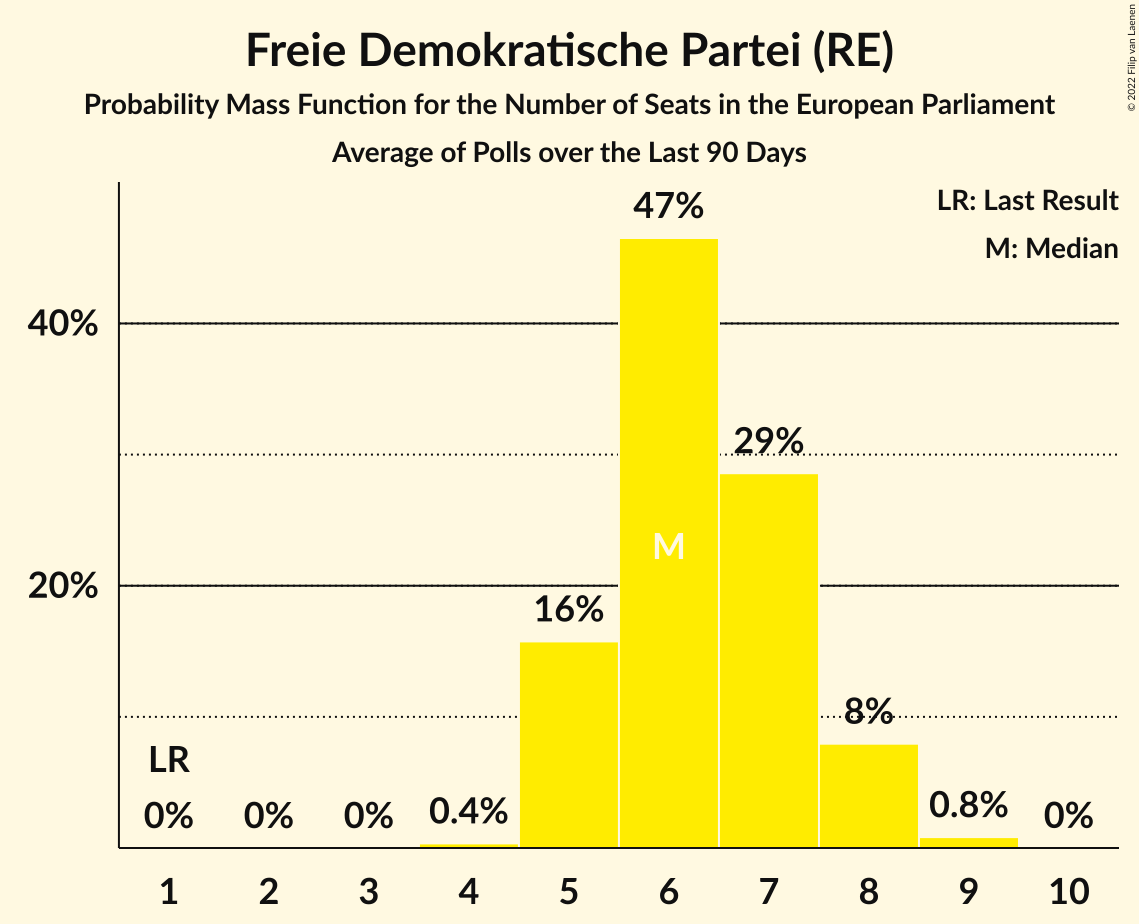 Freie Demokratische Partei (RE)
Probability Mass Function for the Number of Seats in the European Parliament
Average of Polls over the Last 90 Days
© 2022 Filip van Laenen
LR: Last Result
M: Median
47%
40%
29%
M
20%
16%
8%
LR
0%
0%
0%
0.4%
0.8%
0%
1
2
3
4
5
6
7
8
9
10